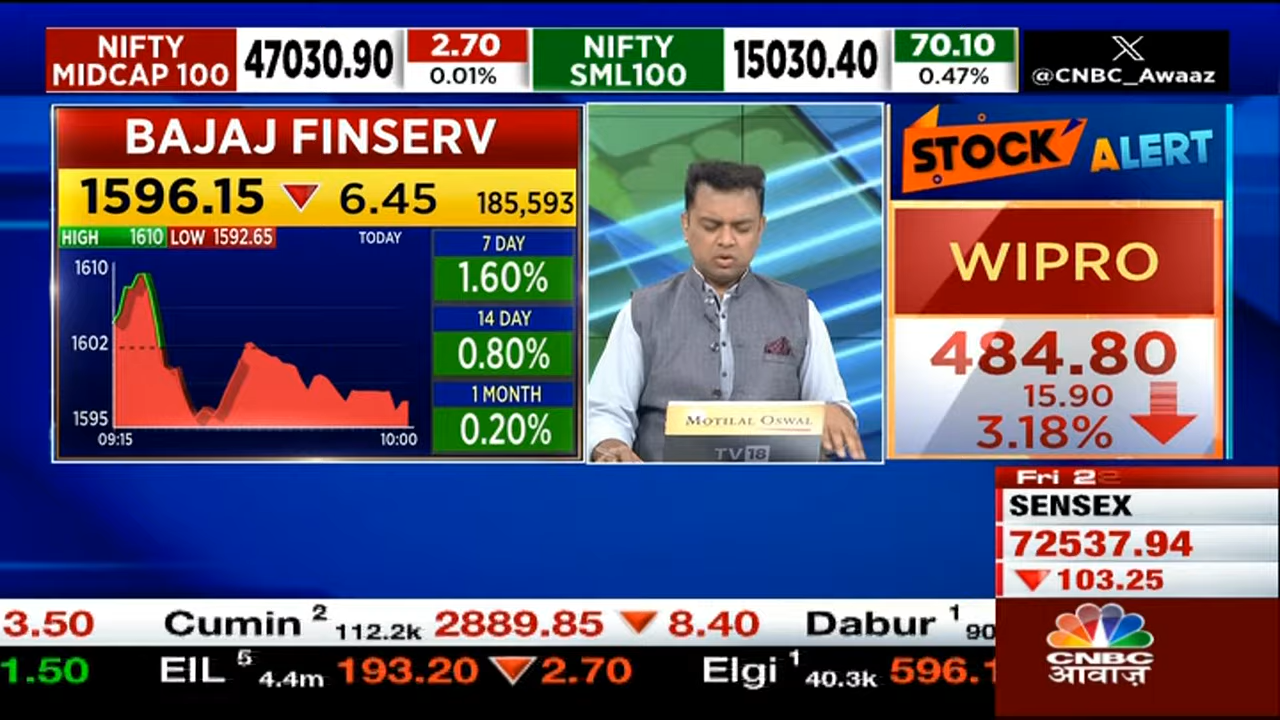 NIFTY
MIDCAP 100
47030.90
2.70
0.01%
NIFTY
SML100
15030.40
70.10
0.47%
X
@CNBC_Awaaz
BAJAJ FINSERV
1596.15 6.45 185,593
HIGH 1610 LOW 1592.65 TODAY
1610
1602
1595
09:15 10:00
7 DAY
1.60%
14 DAY
0.80%
1 MONTH
0.20%
MOTILAL OSWAL
TV18
STOCK ALERT
WIPRO
484.80
15.90
3.18%
Fri 22
SENSEX
72537.94
103.25
3.50 Cumin 2 112.2k 2889.85 8.40 Dabur 1 90
1.50 EIL 5 4.4m 193.20 2.70 Elgi 1 40.3k 596.1
CNBC
आवाज़